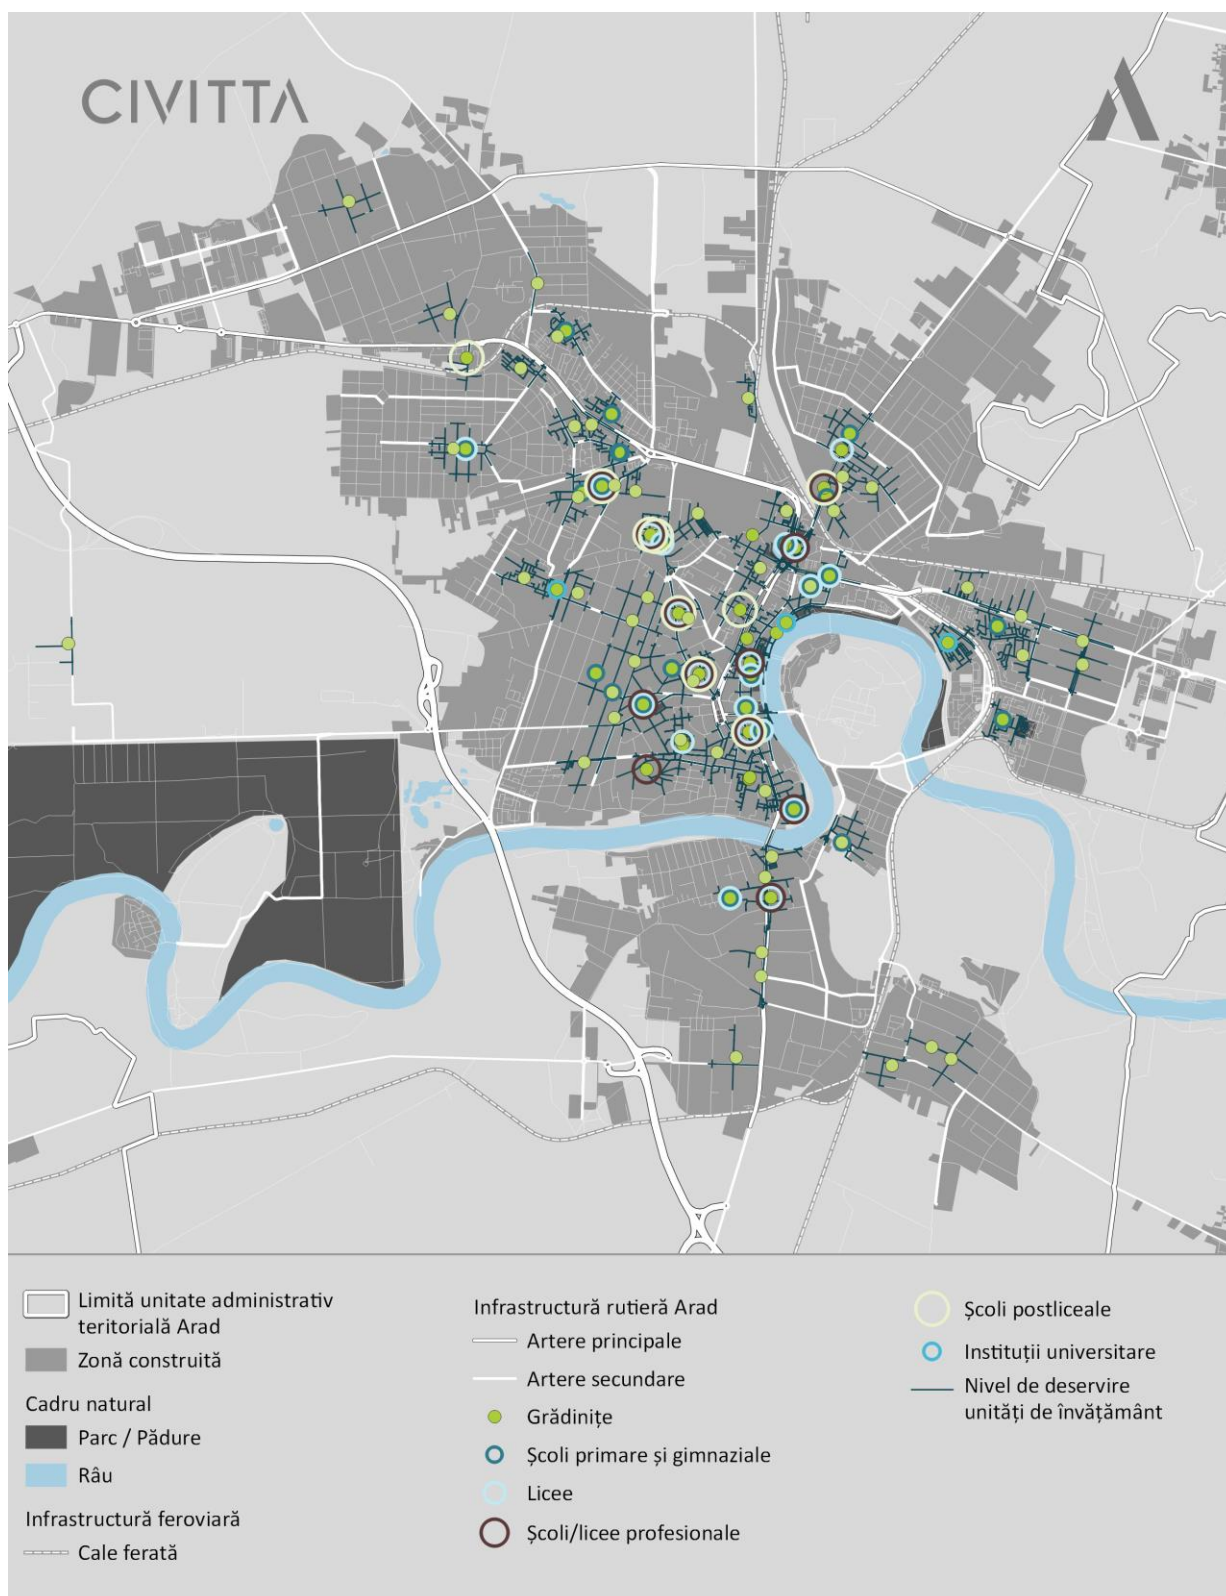 CIVITTA
Limită unitate administrativ
teritorială Arad
Zonă construită
Cadru natural
Parc / Pădure
Râu
Infrastructură feroviară
Cale ferată
Infrastructură rutieră Arad
Artere principale
Artere secundare
Grădinițe
Școli primare și gimnaziale
Licee
Școli/licee profesionale
Școli postliceale
Instituții universitare
Nivel de deservire
unități de învățământ